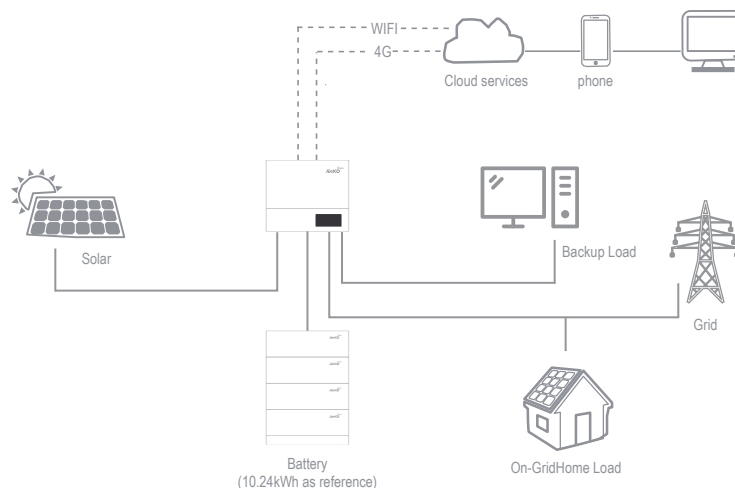 WIFI
4G
Cloud services
phone
Solar
Backup Load
Grid
Battery
(10.24kWh as reference)
On-GridHome Load